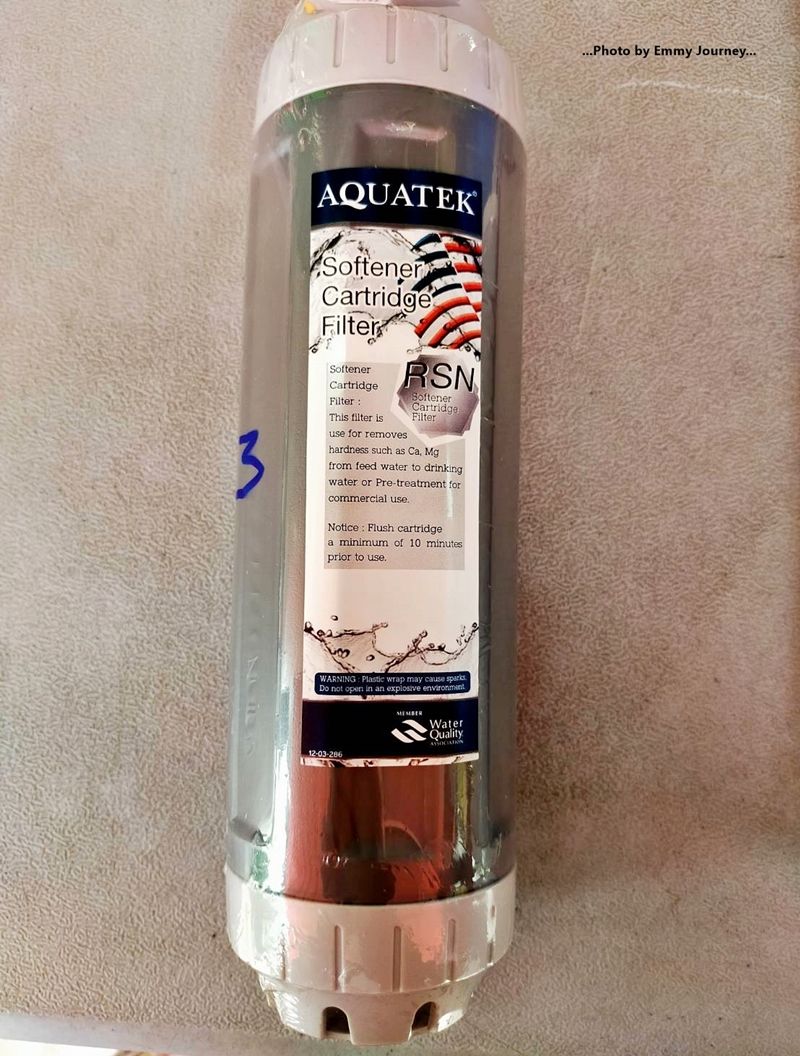 ...Photo by Emmy Journey...
AQUATEK®
Softener
Cartridge
Filter
RSN
Softener
Cartridge
Filter
Softener
Cartridge
Filter :
This filter is
use for removes
hardness such as Ca, Mg
from feed water to drinking
water or Pre-treatment for
commercial use.
Notice : Flush cartridge
a minimum of 10 minutes
prior to use.
3
WARNING : Plastic wrap may cause sparks.
Do not open in an explosive environment.
MEMBER
Water
Quality
ASSOCIATION
12-03-286